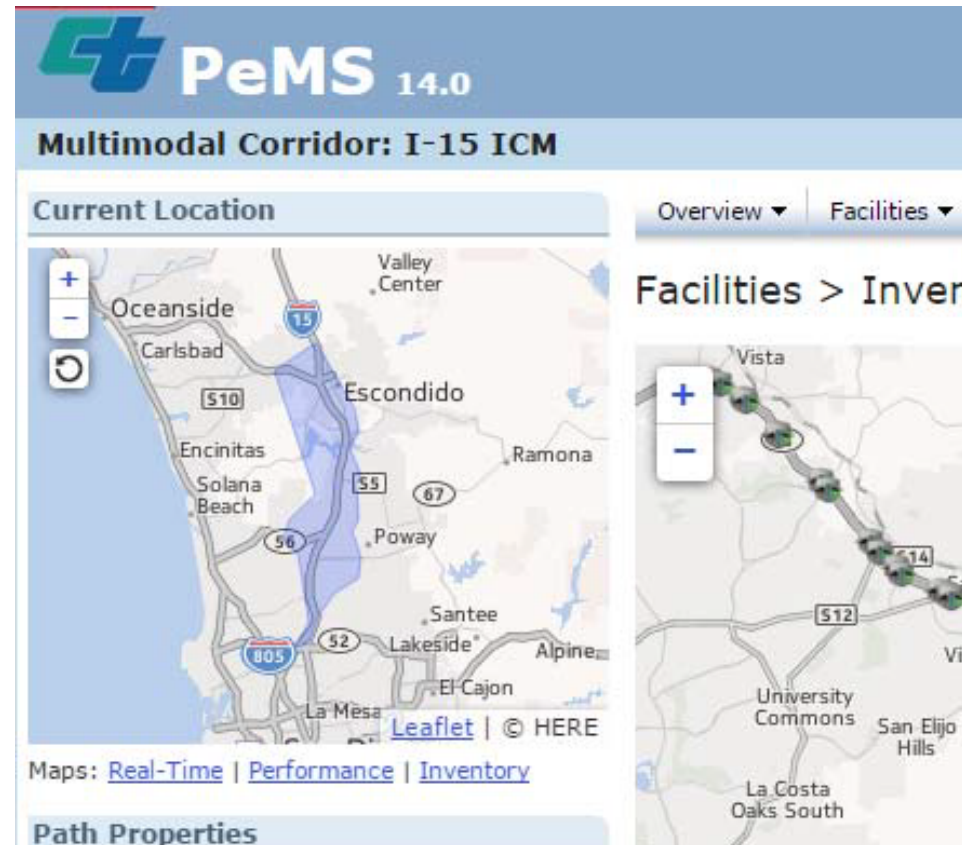 PeMS 14.0
Multimodal Corridor: I-15 ICM
Current Location
+
−
Valley
Center
Oceanside
15
Carlsbad
S10
Escondido
Encinitas
Ramona
Solana
Beach
S5
67
56
Poway
Santee
52
Lakeside
805
Alpine
El Cajon
La Mesa
Leaflet | © HERE
Maps: Real-Time | Performance | Inventory
Path Properties
Overview ▼ Facilities ▼
Facilities > Inver
+
−
Vista
S14
S12
Vi
University
Commons
San Elijo
Hills
La Costa
Oaks South